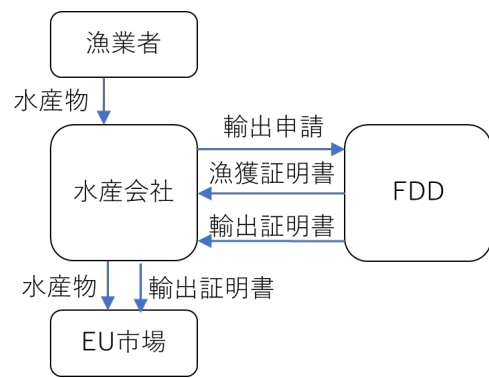 漁業者
水産物
輸出申請
水産会社
漁獲証明書
FDD
輸出証明書
水産物
輸出証明書
EU市場